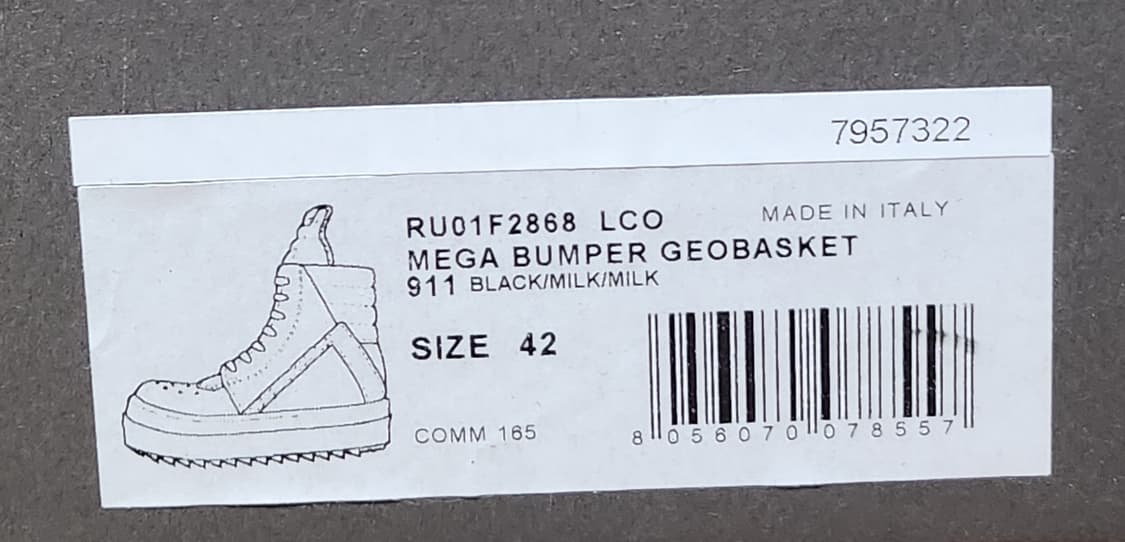 7957322
RU01F2868 LCO
MADE IN ITALY
MEGA BUMPER GEOBASKET
911 BLACK/MILK/MILK
SIZE 42
COMM 165
8 056070 078557